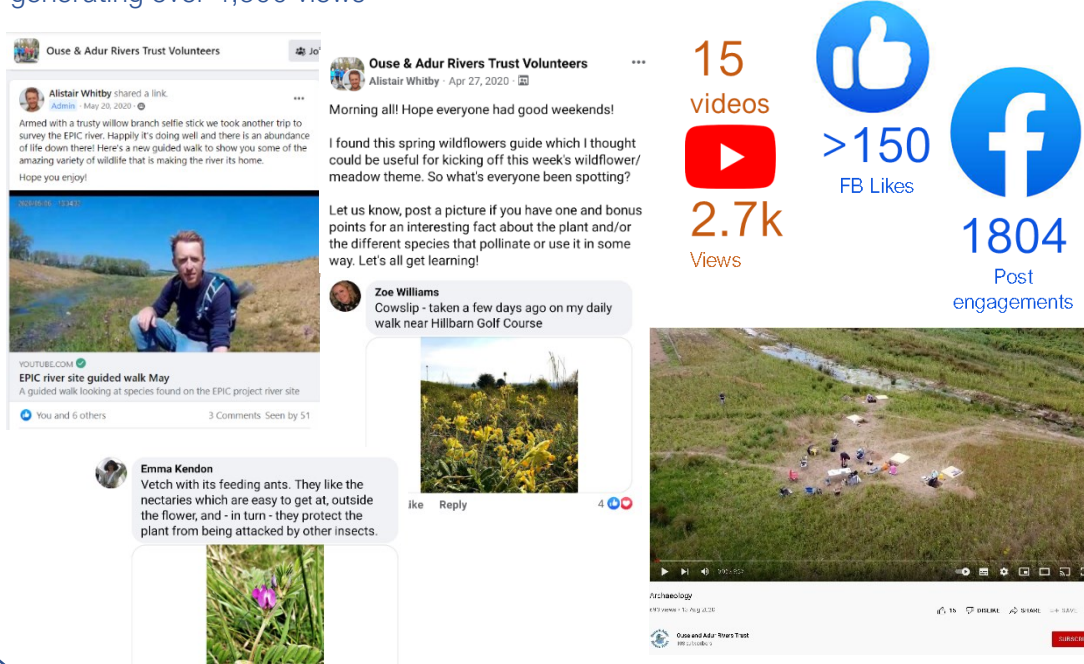 generating over 1,500 views
Ouse & Adur Rivers Trust Volunteers
Alistair Whitby shared a link.
Admin · May 20, 2020 ·
Armed with a trusty willow branch selfie stick we took another trip to
survey the EPIC river. Happily it's doing well and there is an abundance
of life down there! Here's a new guided walk to show you some of the
amazing variety of wildlife that is making the river its home.
Hope you enjoy!
YOUTUBE.COM
EPIC river site guided walk May
A guided walk looking at species found on the EPIC project river site
You and 6 others
3 Comments Seen by 51
Ouse & Adur Rivers Trust Volunteers
Alistair Whitby · Apr 27, 2020 ·
Morning all! Hope everyone had good weekends!
I found this spring wildflowers guide which I thought
could be useful for kicking off this week's wildflower/
meadow theme. So what's everyone been spotting?
Let us know, post a picture if you have one and bonus
points for an interesting fact about the plant and/or
the different species that pollinate or use it in some
way. Let's all get learning!
Zoe Williams
Cowslip - taken a few days ago on my daily
walk near Hillbarn Golf Course
ike Reply
4
Emma Kendon
Vetch with its feeding ants. They like the
nectaries which are easy to get at, outside
the flower, and - in turn - they protect the
plant from being attacked by other insects.
15
videos
2.7k
Views
>150
FB Likes
1804
Post
engagements
Archaeology
15 DISLIKE SHARE SAVE
Ouse and Adur Rivers Trust